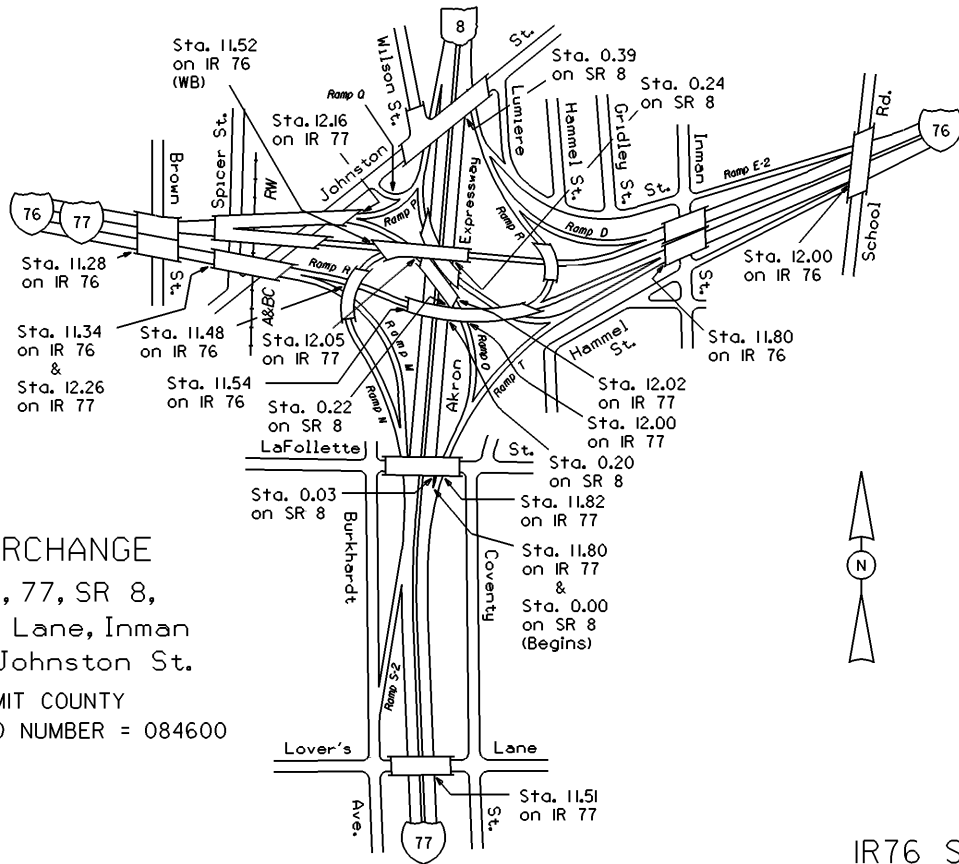 8
Sta. 11.52
on IR 76
(WB)
Wilson St.
St.
Sta. 0.39
on SR 8
Ramp Q
Lumiere
Sta. 0.24
on SR 8
Sta. 12.16
on IR 77
Hammel St.
Gridley St.
Rd.
76
Brown
St.
Spicer St.
RW
Johnston
Expressway
Inman
St.
Ramp E-2
St.
Ramp P
Ramp R
Ramp D
School
76
77
Sta. 11.28
on IR 76
Sta. 12.00
on IR 76
Ramp R
A&BC
Sta. 11.34
on IR 76
&
Sta. 12.26
on IR 77
Sta. 11.48
on IR 76
Sta. 12.05
on IR 77
Hammel
St.
Sta. 11.80
on IR 76
Ramp M
Ramp O
Ramp T
Akron
Sta. 11.54
on IR 76
Ramp N
Sta. 0.22
on SR 8
Sta. 12.02
on IR 77
Sta. 12.00
on IR 77
LaFollette
St.
Sta. 0.20
on SR 8
Sta. 0.03
on SR 8
Sta. 11.82
on IR 77
Burkhardt
Ave.
Coventy
St.
Sta. 11.80
on IR 77
&
Sta. 0.00
on SR 8
(Begins)
N
RCHANGE
, 77, SR 8,
Lane, Inman
Johnston St.
MIT COUNTY
O NUMBER = 084600
Ramp S-2
Lover's
Lane
Sta. 11.51
on IR 77
77
IR76 S